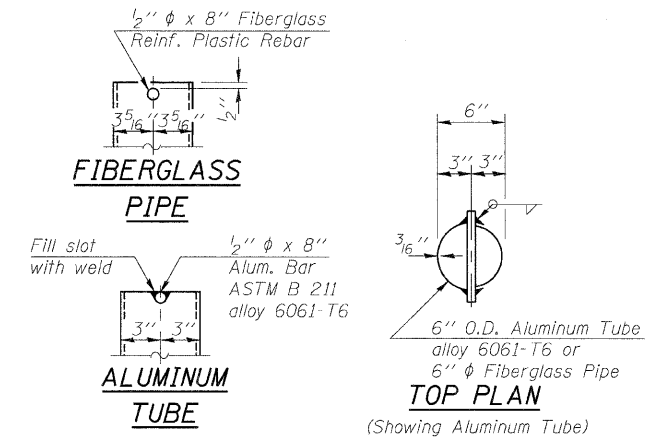 1/2" ϕ x 8" Fiberglass
Reinf. Plastic Rebar
3 5/16" 3 5/16"
1/2"
FIBERGLASS
PIPE
Fill slot
with weld
1/2" ϕ x 8"
Alum. Bar
ASTM B 211
alloy 6061-T6
3" 3"
ALUMINUM
TUBE
6"
3" 3"
3/16"
6" O.D. Aluminum Tube
alloy 6061-T6 or
6" ϕ Fiberglass Pipe
TOP PLAN
(Showing Aluminum Tube)